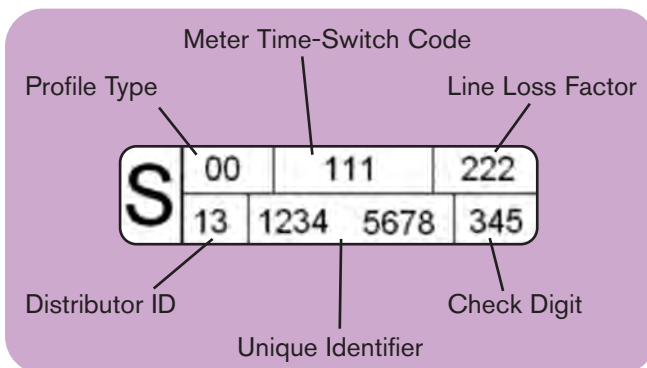 Meter Time-Switch Code
Profile Type
Line Loss Factor
S
00 111 222
13 1234 5678 345
Distributor ID
Check Digit
Unique Identifier